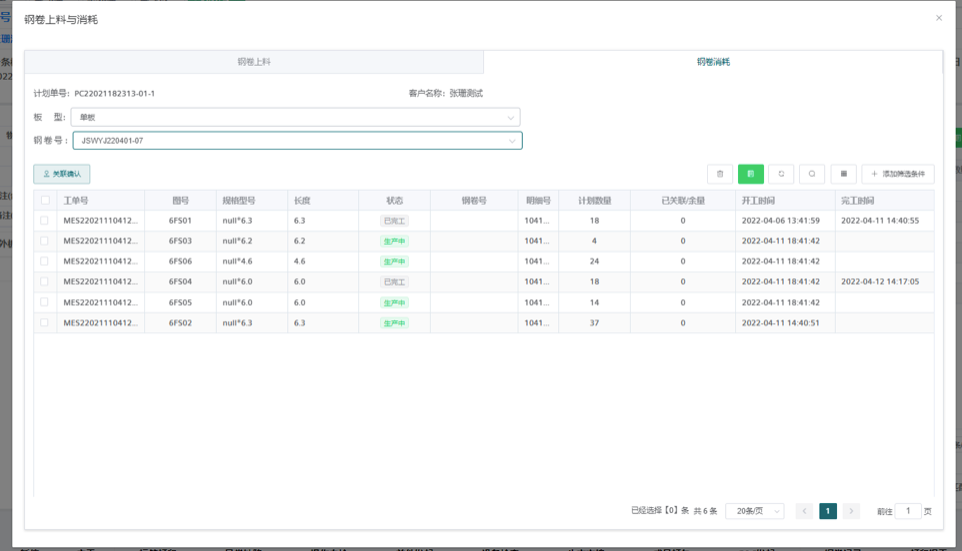 钢卷上料与消耗
钢卷上料 钢卷消耗
计划单号: PC22021182313-01-1 客户名称: 张珊测试
板 型: 单板
钢卷号: JSWYJ220401-07
关联确认 添加筛选条件
工单号 图号 规格型号 长度 状态 钢卷号 明细号 计划数量 已关联/余量 开工时间 完工时间
MES22021110412... 6FS01 null*6.3 6.3 已完工 1041... 18 0 2022-04-06 13:41:59 2022-04-11 14:40:55
MES22021110412... 6FS03 null*6.2 6.2 生产中 1041... 4 0 2022-04-11 18:41:42
MES22021110412... 6FS06 null*4.6 4.6 生产中 1041... 24 0 2022-04-11 18:41:42
MES22021110412... 6FS04 null*6.0 6.0 已完工 1041... 18 0 2022-04-11 18:41:42 2022-04-12 14:17:05
MES22021110412... 6FS05 null*6.0 6.0 生产中 1041... 14 0 2022-04-11 18:41:42
MES22021110412... 6FS02 null*6.3 6.3 生产中 1041... 37 0 2022-04-11 14:40:51
已经选择【0】条 共 6 条 20条/页 1 前往 1 页